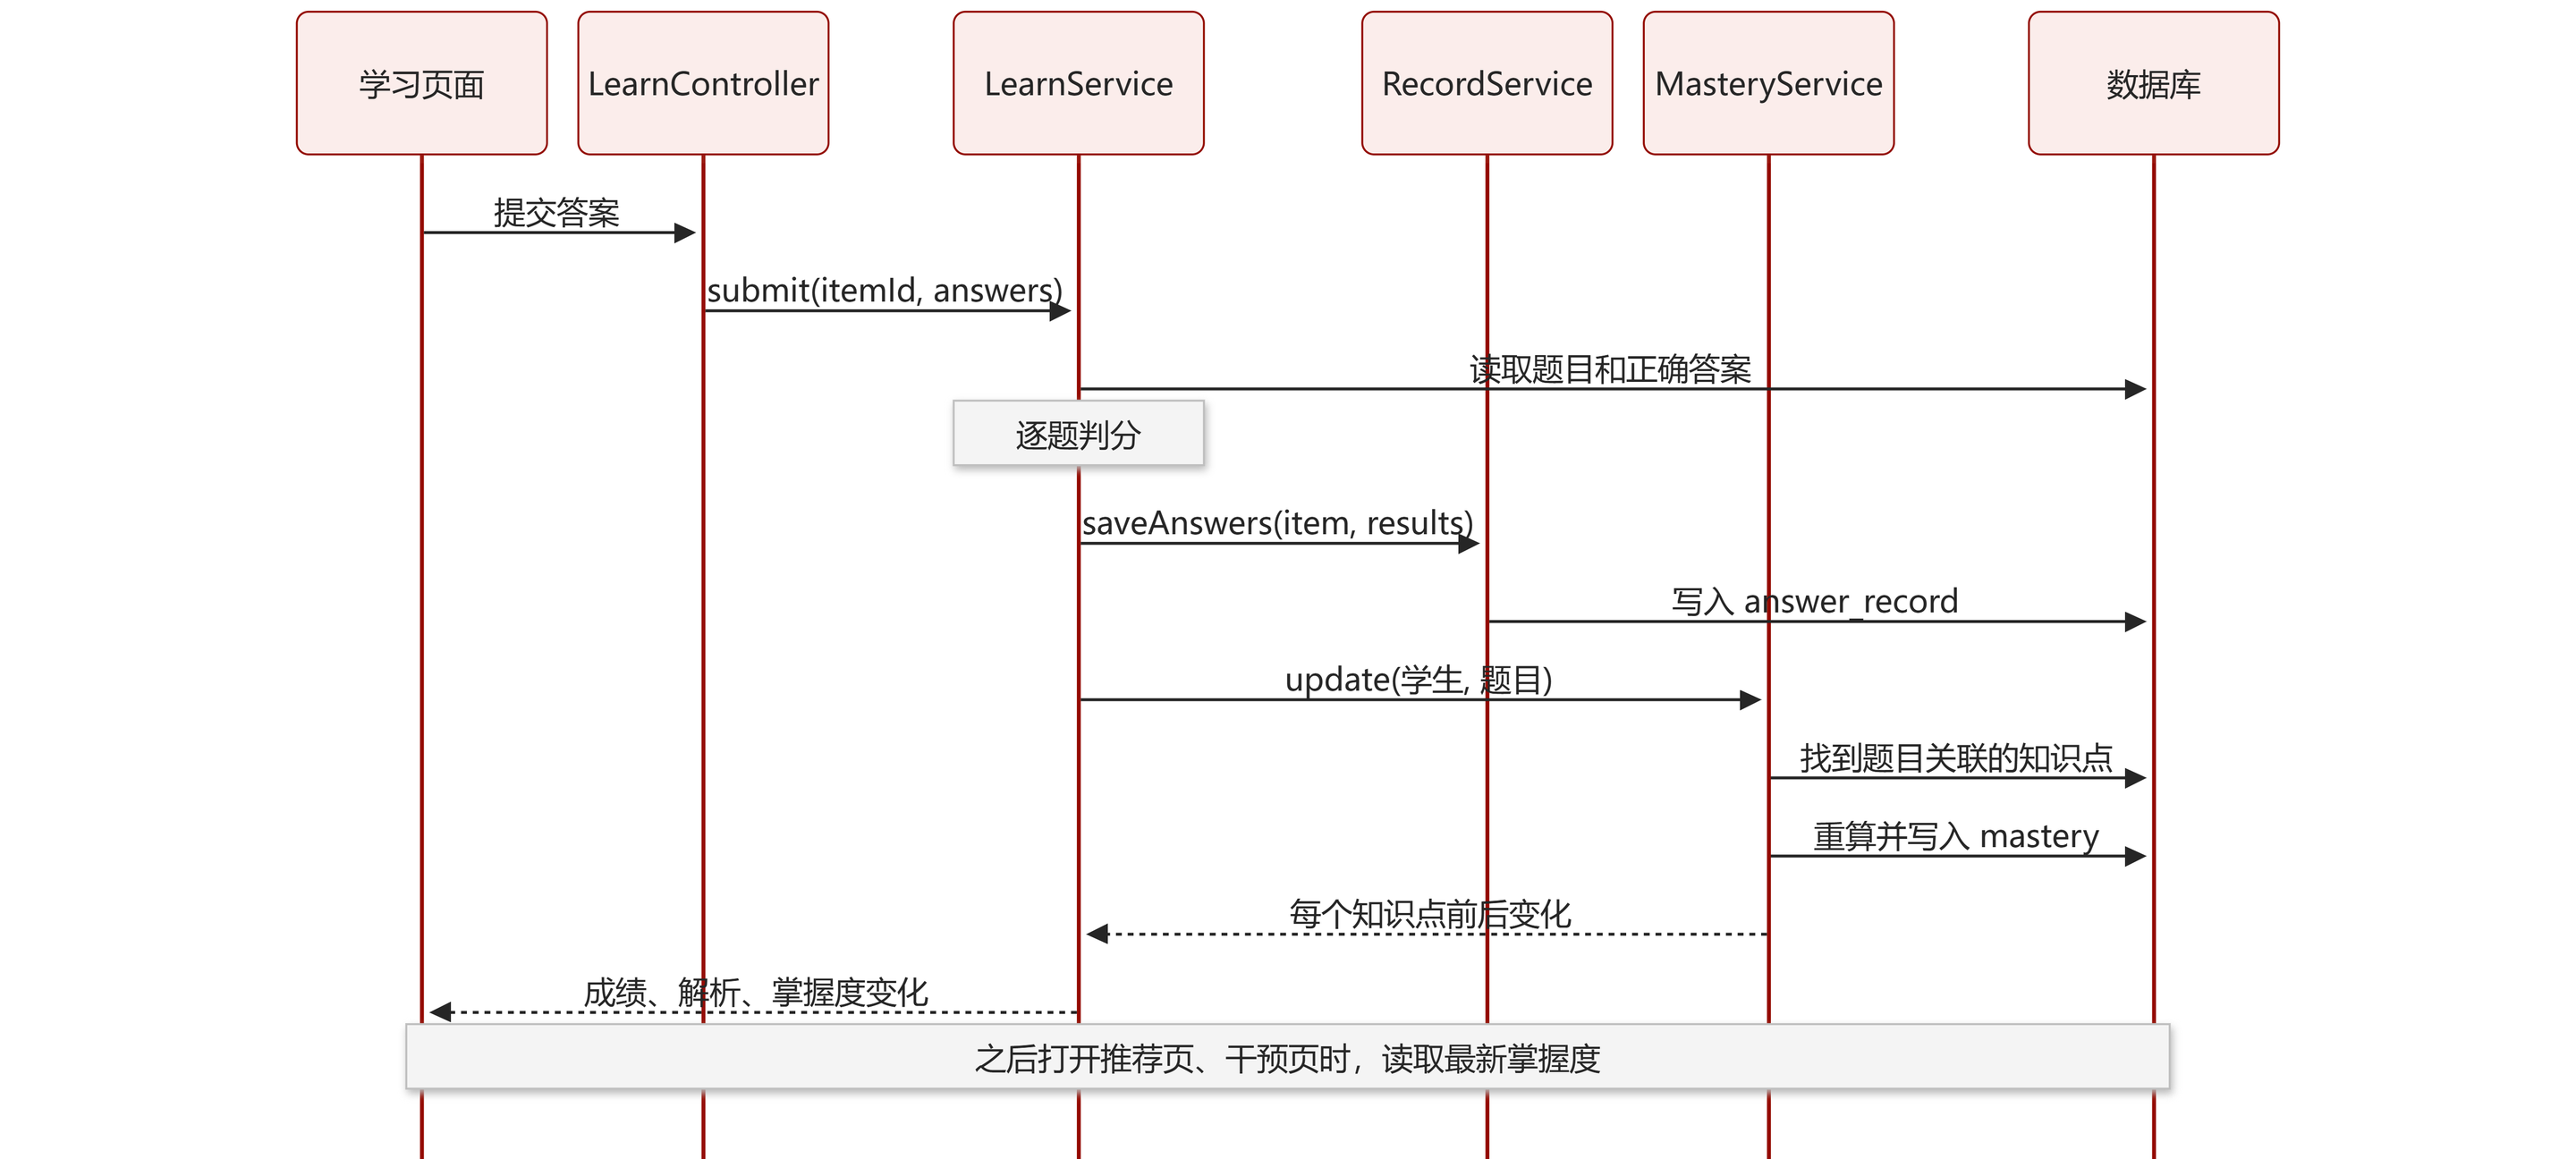 学习页面
LearnController
LearnService
RecordService
MasteryService
数据库
提交答案
submit(itemId, answers)
读取题目和正确答案
逐题判分
saveAnswers(item, results)
写入 answer_record
update(学生, 题目)
找到题目关联的知识点
重算并写入 mastery
每个知识点前后变化
成绩、解析、掌握度变化
之后打开推荐页、干预页时，读取最新掌握度